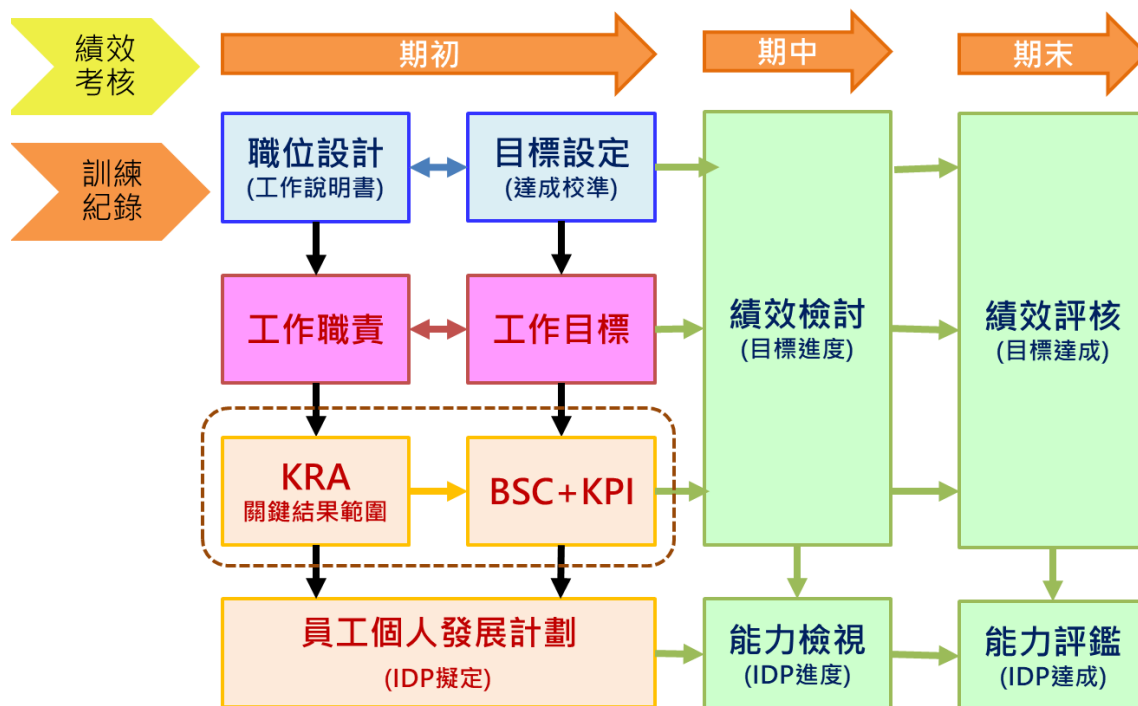 績效
考核
期初
期中
期末
訓練
紀錄
職位設計
(工作說明書)
目標設定
(達成校準)
工作職責
工作目標
績效檢討
(目標進度)
績效評核
(目標達成)
KRA
關鍵結果範圍
BSC+KPI
員工個人發展計劃
(IDP擬定)
能力檢視
(IDP進度)
能力評鑑
(IDP達成)